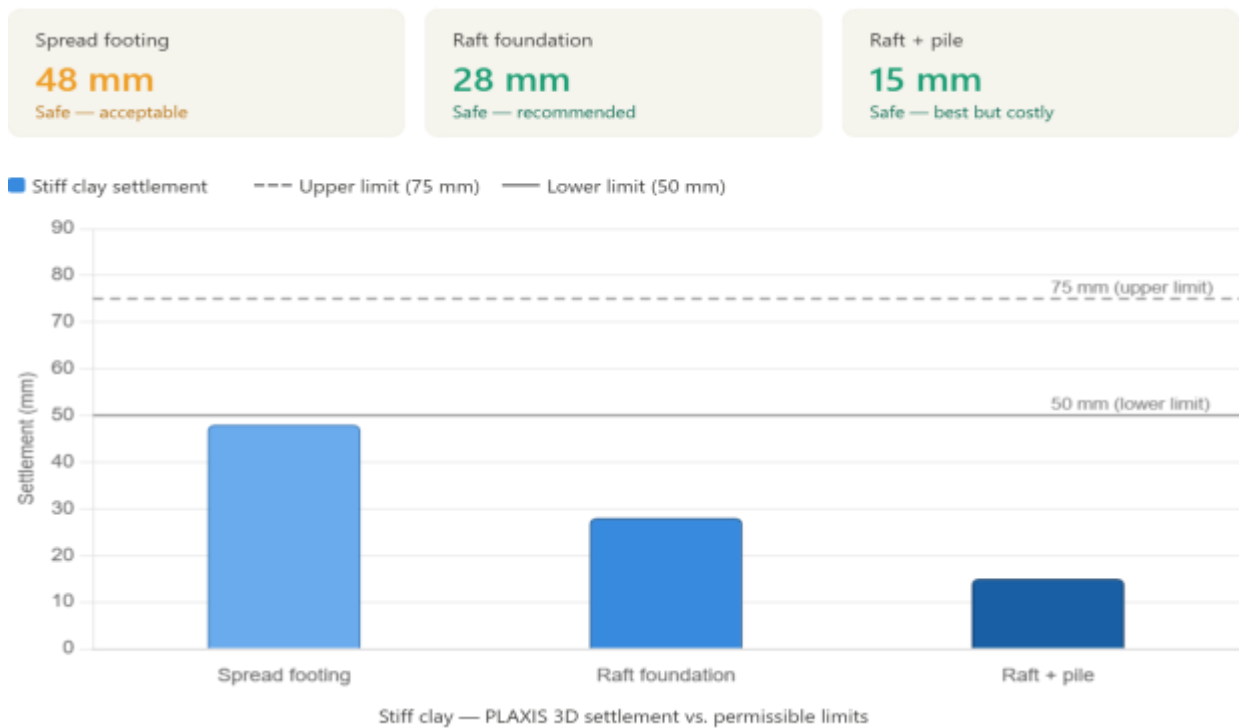 Spread footing
48 mm
Safe — acceptable
Raft foundation
28 mm
Safe — recommended
Raft + pile
15 mm
Safe — best but costly
Stiff clay settlement
Upper limit (75 mm)
Lower limit (50 mm)
90
80
75 mm (upper limit)
70
60
50 mm (lower limit)
50
40
30
20
10
0
Settlement (mm)
Spread footing
Raft foundation
Raft + pile
Stiff clay — PLAXIS 3D settlement vs. permissible limits